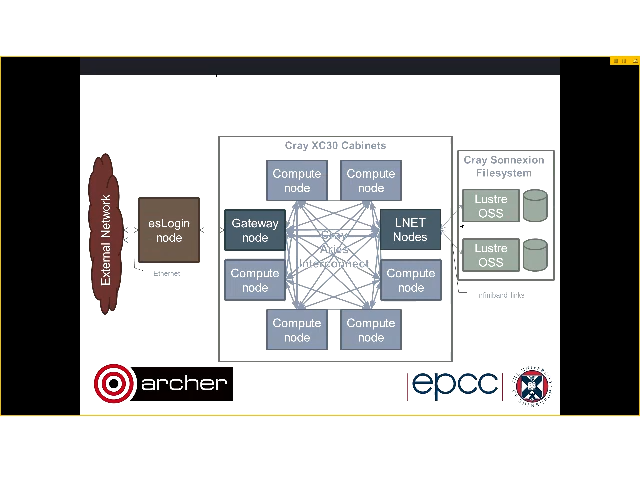 Cray XC30 Cabinets
Cray Sonnexion
Filesystem
Compute
node
Compute
node
Lustre
OSS
External Network
esLogin
node
Gateway
node
Cray
Aries
Interconnect
LNET
Nodes
Lustre
OSS
Ethernet
Compute
node
Compute
node
Infiniband links
Compute
node
Compute
node
archer
epcc